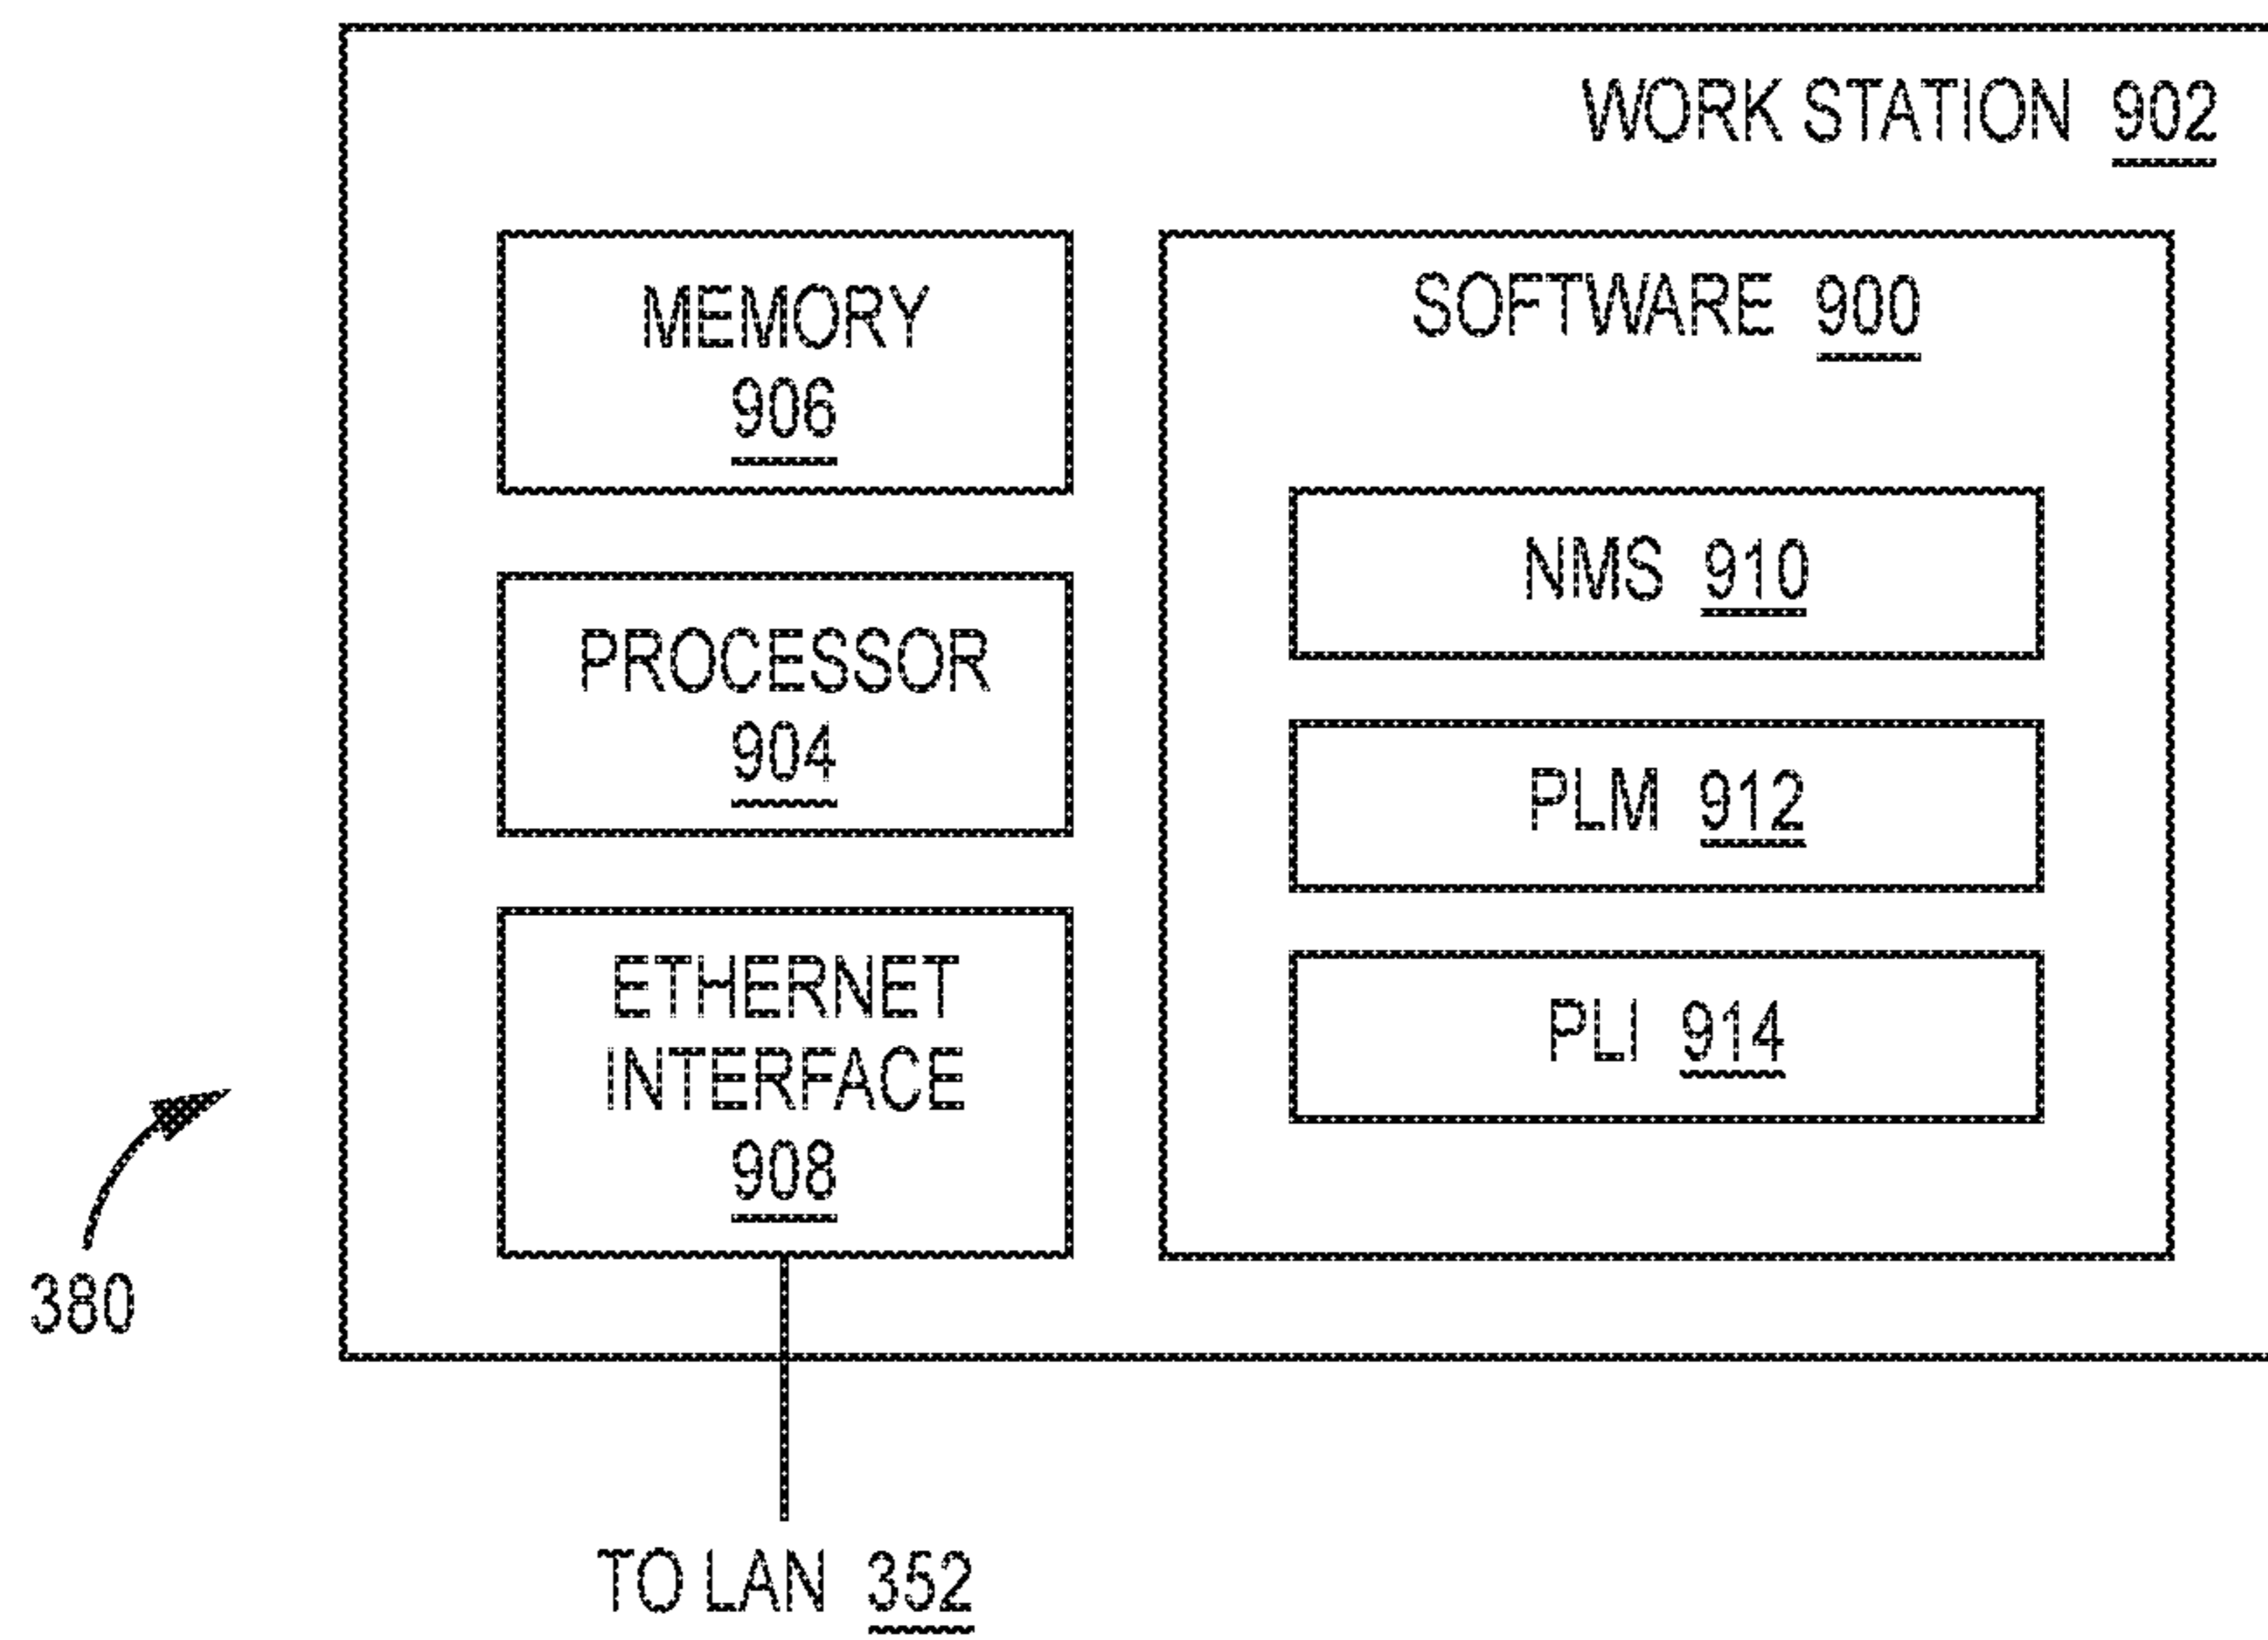 WORK STATION 902
MEMORY
906
SOFTWARE 900
NMS 910
PROCESSOR
904
PLM 912
ETHERNET
INTERFACE
908
PLI 914
380
TO LAN 352